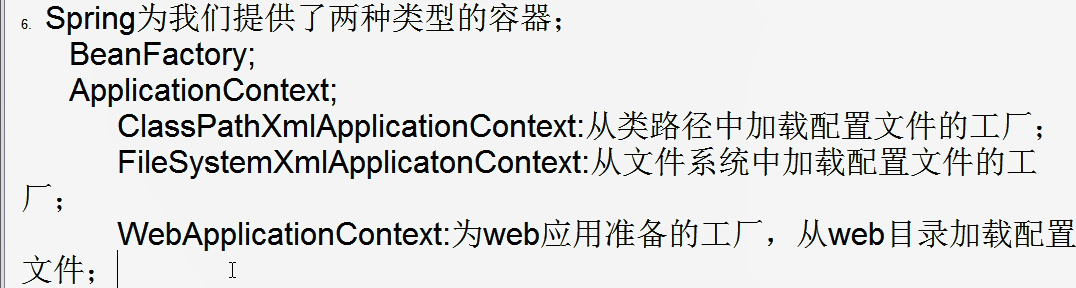 6. Spring为我们提供了两种类型的容器；
BeanFactory;
ApplicationContext;
ClassPathXmlApplicationContext:从类路径中加载配置文件的工厂；
FileSystemXmlApplicatonContext:从文件系统中加载配置文件的工
厂；
WebApplicationContext:为web应用准备的工厂，从web目录加载配置
文件；